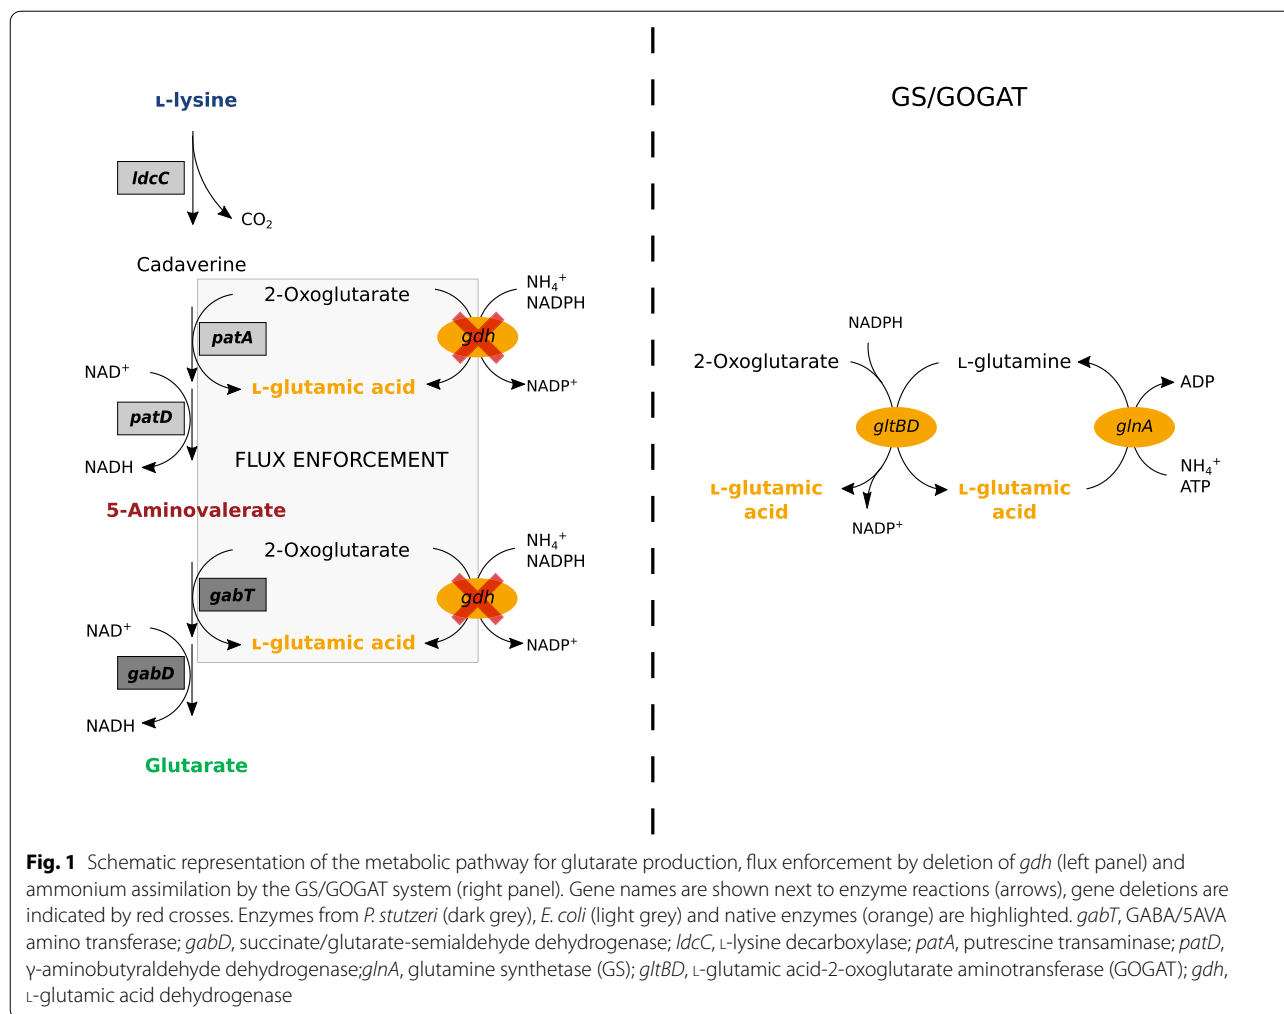 ʟ-lysine
ldcC
CO2
Cadaverine
2-Oxoglutarate
NH4+
NADPH
patA
gdh
NAD+
ʟ-glutamic acid
NADP+
patD
NADH
FLUX ENFORCEMENT
5-Aminovalerate
2-Oxoglutarate
NH4+
NADPH
gabT
gdh
NAD+
ʟ-glutamic acid
NADP+
gabD
NADH
Glutarate
GS/GOGAT
NADPH
2-Oxoglutarate
ʟ-glutamine
ADP
gltBD
glnA
NH4+
ATP
ʟ-glutamic
acid
ʟ-glutamic
acid
NADP+
Fig. 1 Schematic representation of the metabolic pathway for glutarate production, flux enforcement by deletion of gdh (left panel) and
ammonium assimilation by the GS/GOGAT system (right panel). Gene names are shown next to enzyme reactions (arrows), gene deletions are
indicated by red crosses. Enzymes from P. stutzeri (dark grey), E. coli (light grey) and native enzymes (orange) are highlighted. gabT, GABA/5AVA
amino transferase; gabD, succinate/glutarate-semialdehyde dehydrogenase; ldcC, ʟ-lysine decarboxylase; patA, putrescine transaminase; patD,
γ-aminobutyraldehyde dehydrogenase;glnA, glutamine synthetase (GS); gltBD, ʟ-glutamic acid-2-oxoglutarate aminotransferase (GOGAT); gdh,
ʟ-glutamic acid dehydrogenase